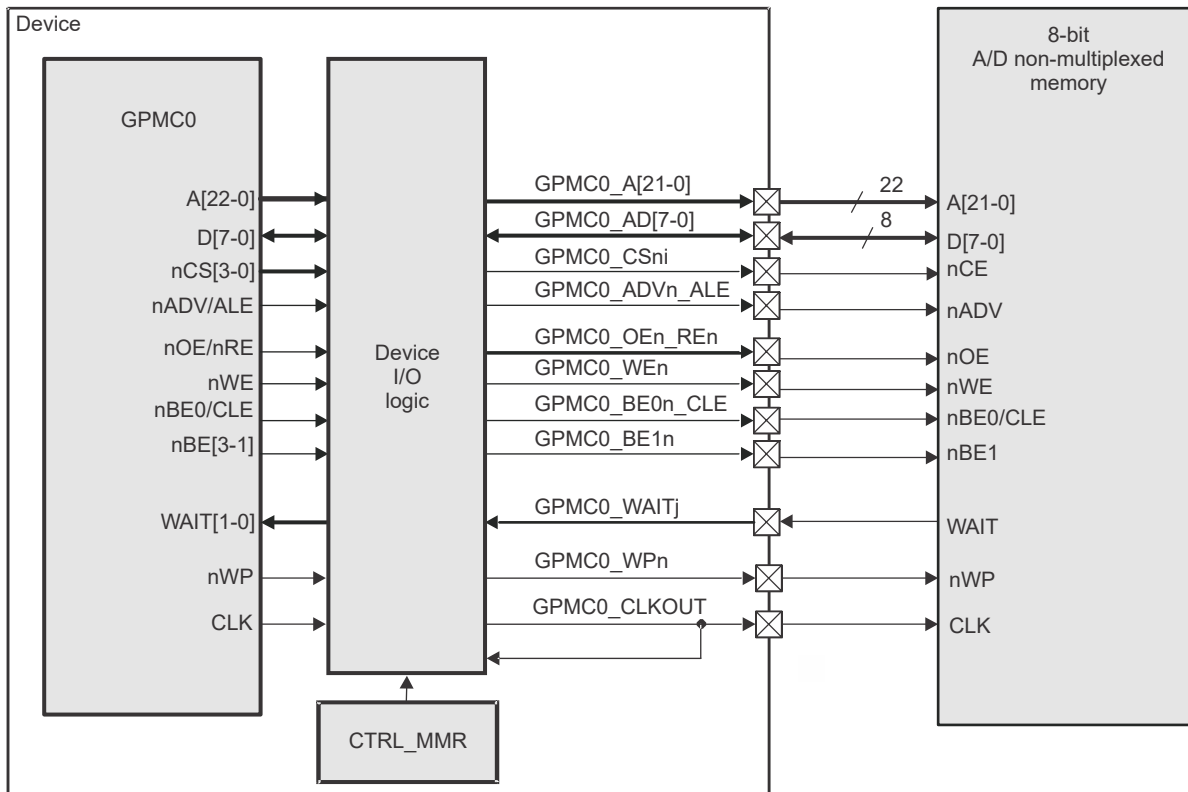 Device
8-bit
A/D non-multiplexed
memory
GPMC0
A[22-0]
D[7-0]
nCS[3-0]
nADV/ALE
nOE/nRE
nWE
nBE0/CLE
nBE[3-1]
WAIT[1-0]
nWP
CLK
Device
I/O
logic
CTRL_MMR
GPMC0_A[21-0]
GPMC0_AD[7-0]
GPMC0_CSni
GPMC0_ADVn_ALE
GPMC0_OEn_REn
GPMC0_WEn
GPMC0_BE0n_CLE
GPMC0_BE1n
GPMC0_WAITj
GPMC0_WPn
GPMC0_CLKOUT
22
8
A[21-0]
D[7-0]
nCE
nADV
nOE
nWE
nBE0/CLE
nBE1
WAIT
nWP
CLK